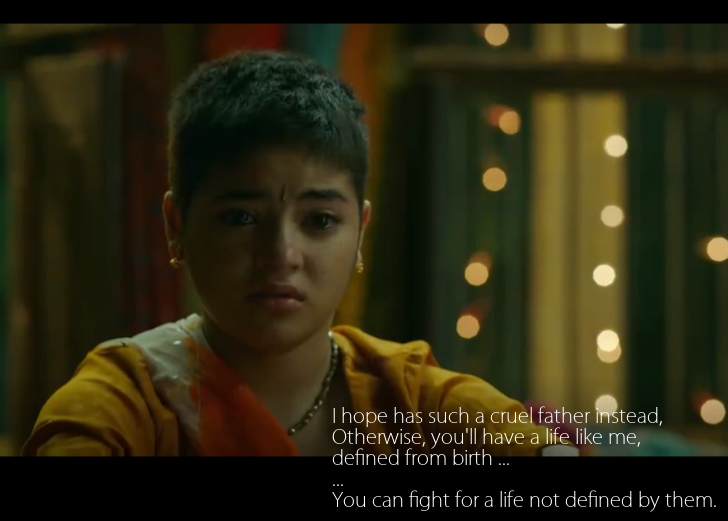 I hope has such a cruel father instead,
Otherwise, you'll have a life like me,
defined from birth ...
...
You can fight for a life not defined by them.